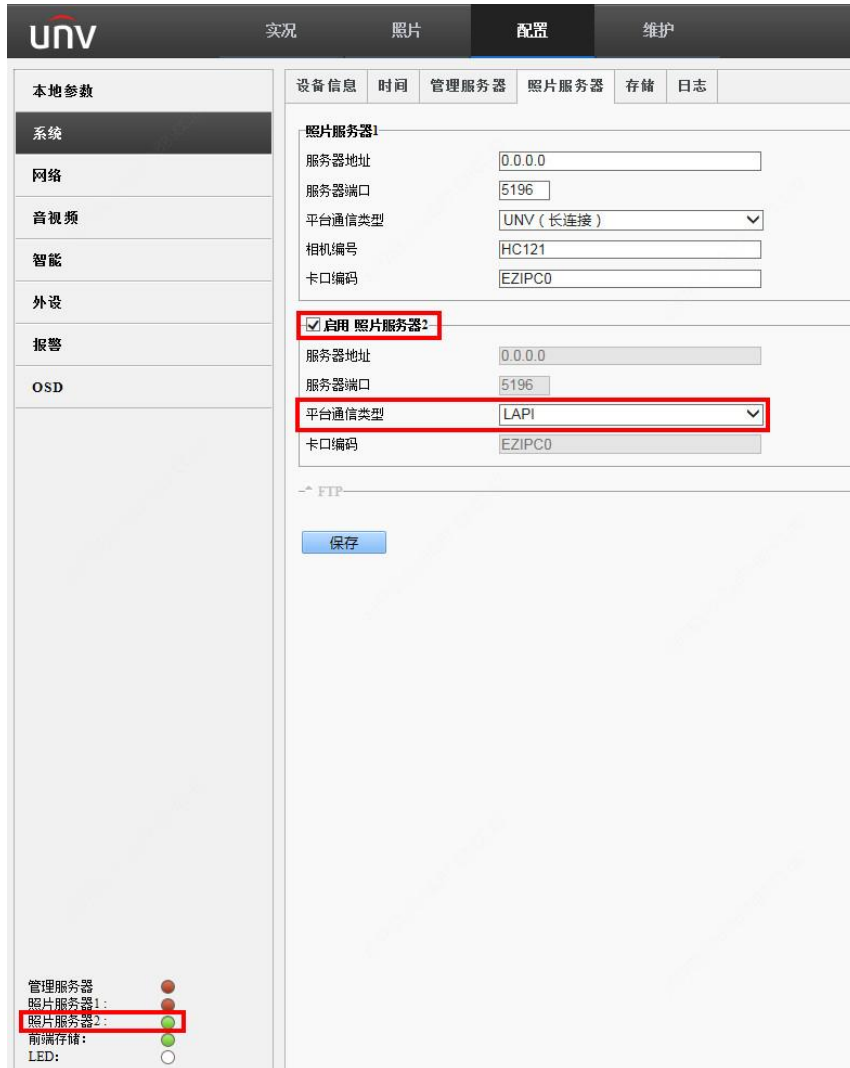 unv
实况 照片 配置 维护
本地参数
系统
网络
音视频
智能
外设
报警
OSD
设备信息 时间 管理服务器 照片服务器 存储 日志
照片服务器1
服务器地址 0.0.0.0
服务器端口 5196
平台通信类型 UNV（长连接）
相机编号 HC121
卡口编码 EZIPC0
启用 照片服务器2
服务器地址 0.0.0.0
服务器端口 5196
平台通信类型 LAPI
卡口编码 EZIPC0
FTP
保存
管理服务器
照片服务器1:
照片服务器2:
前端存储:
LED: